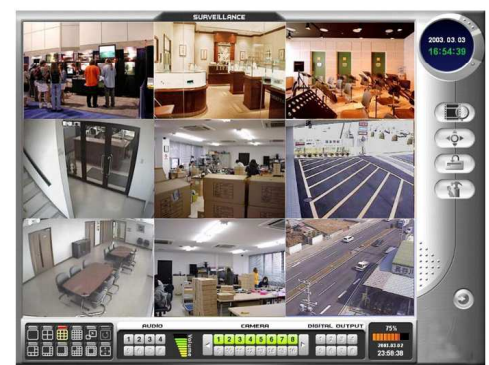 SURVEILLANCE
2003. 03. 03
16:54:39
AUDIO
CAMERA
DIGITAL OUTPUT
1 2 3 4
VOLUME
1 2 3 4 5 6 7 8
75%
2003.03.02
23:58:38